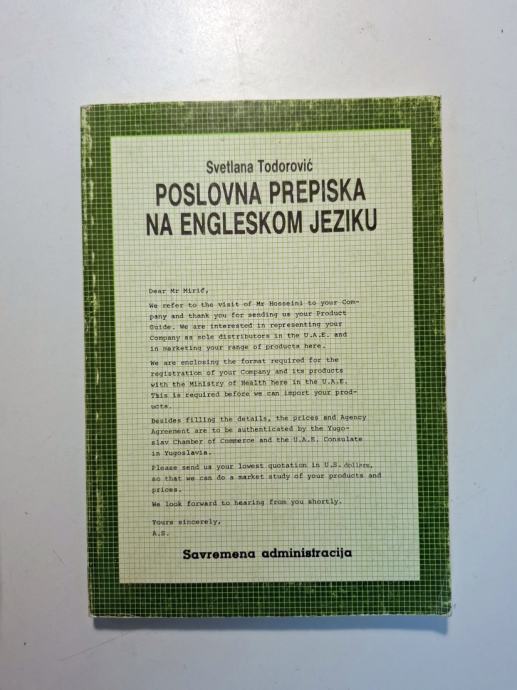 Svetlana Todorović
POSLOVNA PREPISKA
NA ENGLESKOM JEZIKU
Dear Mr Mirić,
We refer to the visit of Mr Hosseini to your Com-
pany and thank you for sending us your Product
Guide. We are interested in representing your
Company as sole distributors in the U.A.E. and
in marketing your range of products here.
We are enclosing the format required for the
registration of your Company and its products
with the Ministry of Health here in the U.A.E.
This is required before we can import your prod-
ucts.
Besides filling the details, the prices and Agency
Agreement are to be authenticated by the Yugo-
slav Chamber of Commerce and the U.A.E. Consulate
in Yugoslavia.
Please send us your lowest quotation in U.S. dollars,
so that we can do a market study of your products and
prices.
We look forward to hearing from you shortly.
Yours sincerely,
A.S.
Savremena administracija